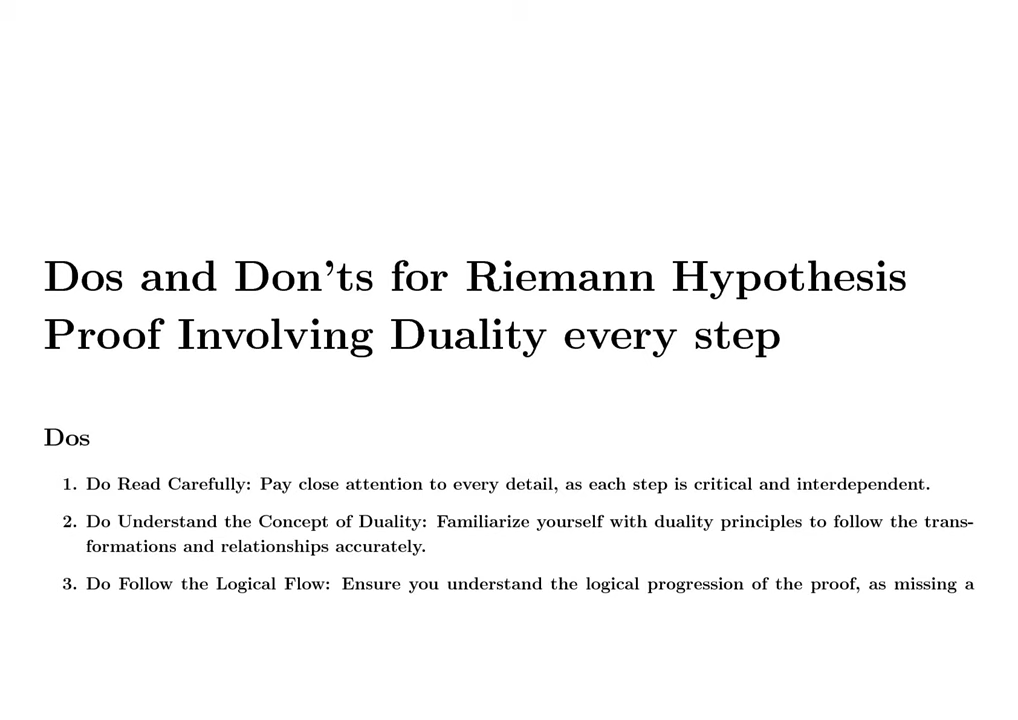 Dos and Don'ts for Riemann Hypothesis
Proof Involving Duality every step
Dos
1. Do Read Carefully: Pay close attention to every detail, as each step is critical and interdependent.
2. Do Understand the Concept of Duality: Familiarize yourself with duality principles to follow the trans-
formations and relationships accurately.
3. Do Follow the Logical Flow: Ensure you understand the logical progression of the proof, as missing a